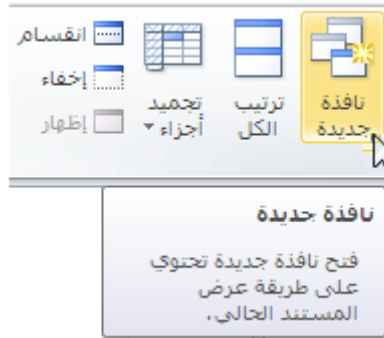 نافذة
جديدة
ترتيب
الكل
تجميد
أجزاء
انقسام
إخفاء
إظهار
نافذة جديدة
فتح نافذة جديدة تحتوي
على طريقة عرض
المستند الحالي.